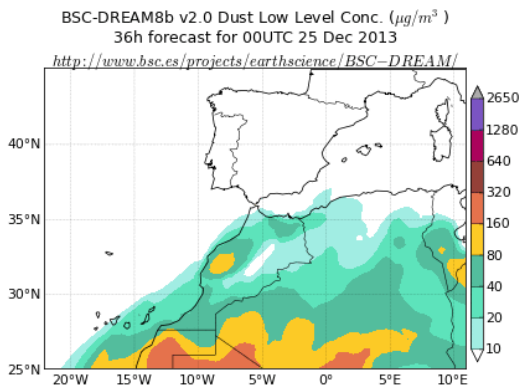 BSC-DREAM8b v2.0 Dust Low Level Conc. (μg/m³ )
36h forecast for 00UTC 25 Dec 2013
http://www.bsc.es/projects/earthscience/BSC−DREAM/
40°N
35°N
30°N
25°N
20°W 15°W 10°W 5°W 0° 5°E 10°E
2650
1280
640
320
160
80
40
20
10